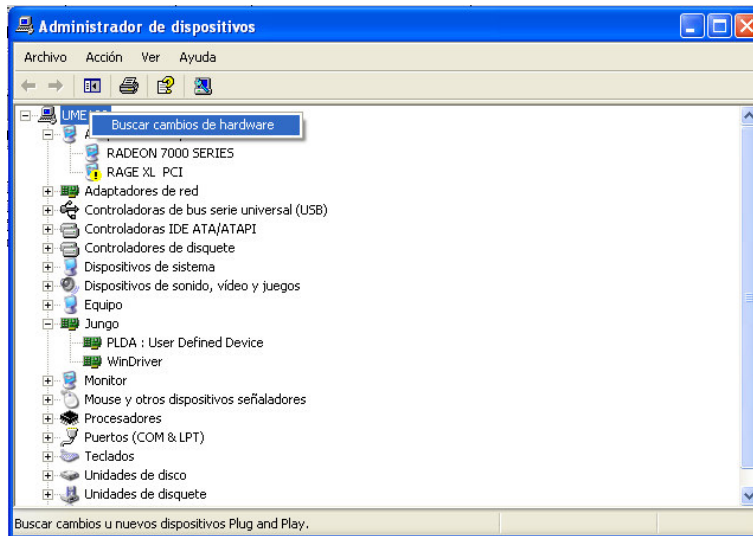 Administrador de dispositivos
Archivo Acción Ver Ayuda
Buscar cambios de hardware
RADEON 7000 SERIES
RAGE XL PCI
Adaptadores de red
Controladoras de bus serie universal (USB)
Controladoras IDE ATA/ATAPI
Controladores de disquete
Dispositivos de sistema
Dispositivos de sonido, vídeo y juegos
Equipo
Jungo
PLDA : User Defined Device
WinDriver
Monitor
Mouse y otros dispositivos señaladores
Procesadores
Puertos (COM & LPT)
Teclados
Unidades de disco
Unidades de disquete
Buscar cambios u nuevos dispositivos Plug and Play.